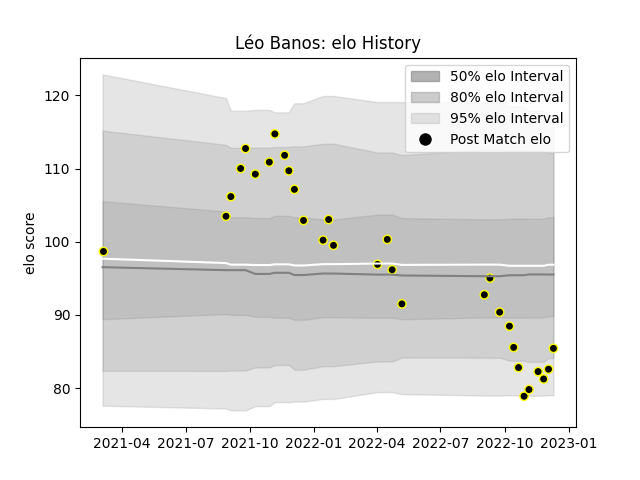 Léo Banos: elo History
50% elo Interval
80% elo Interval
95% elo Interval
Post Match elo
elo score
120
110
100
90
80
2021-04 2021-07 2021-10 2022-01 2022-04 2022-07 2022-10 2023-01